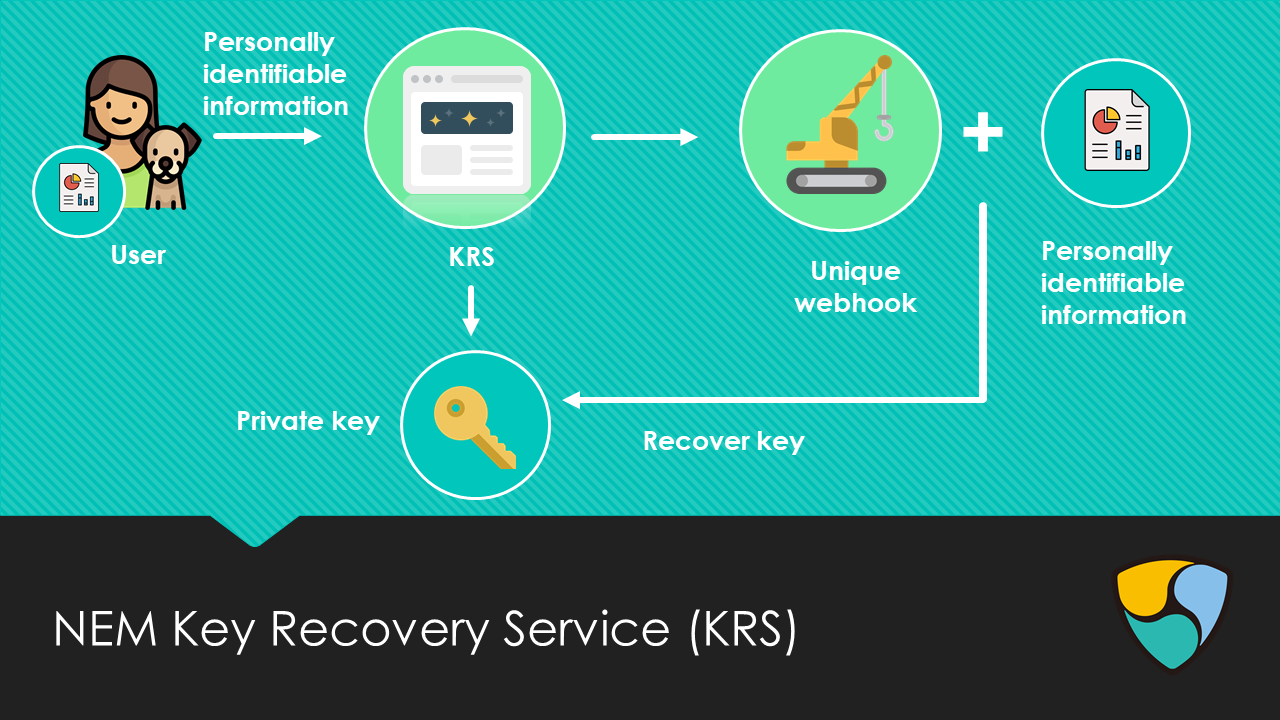 Personally
identifiable
information
User
KRS
Unique
webhook
Personally
identifiable
information
Private key
Recover key
NEM Key Recovery Service (KRS)